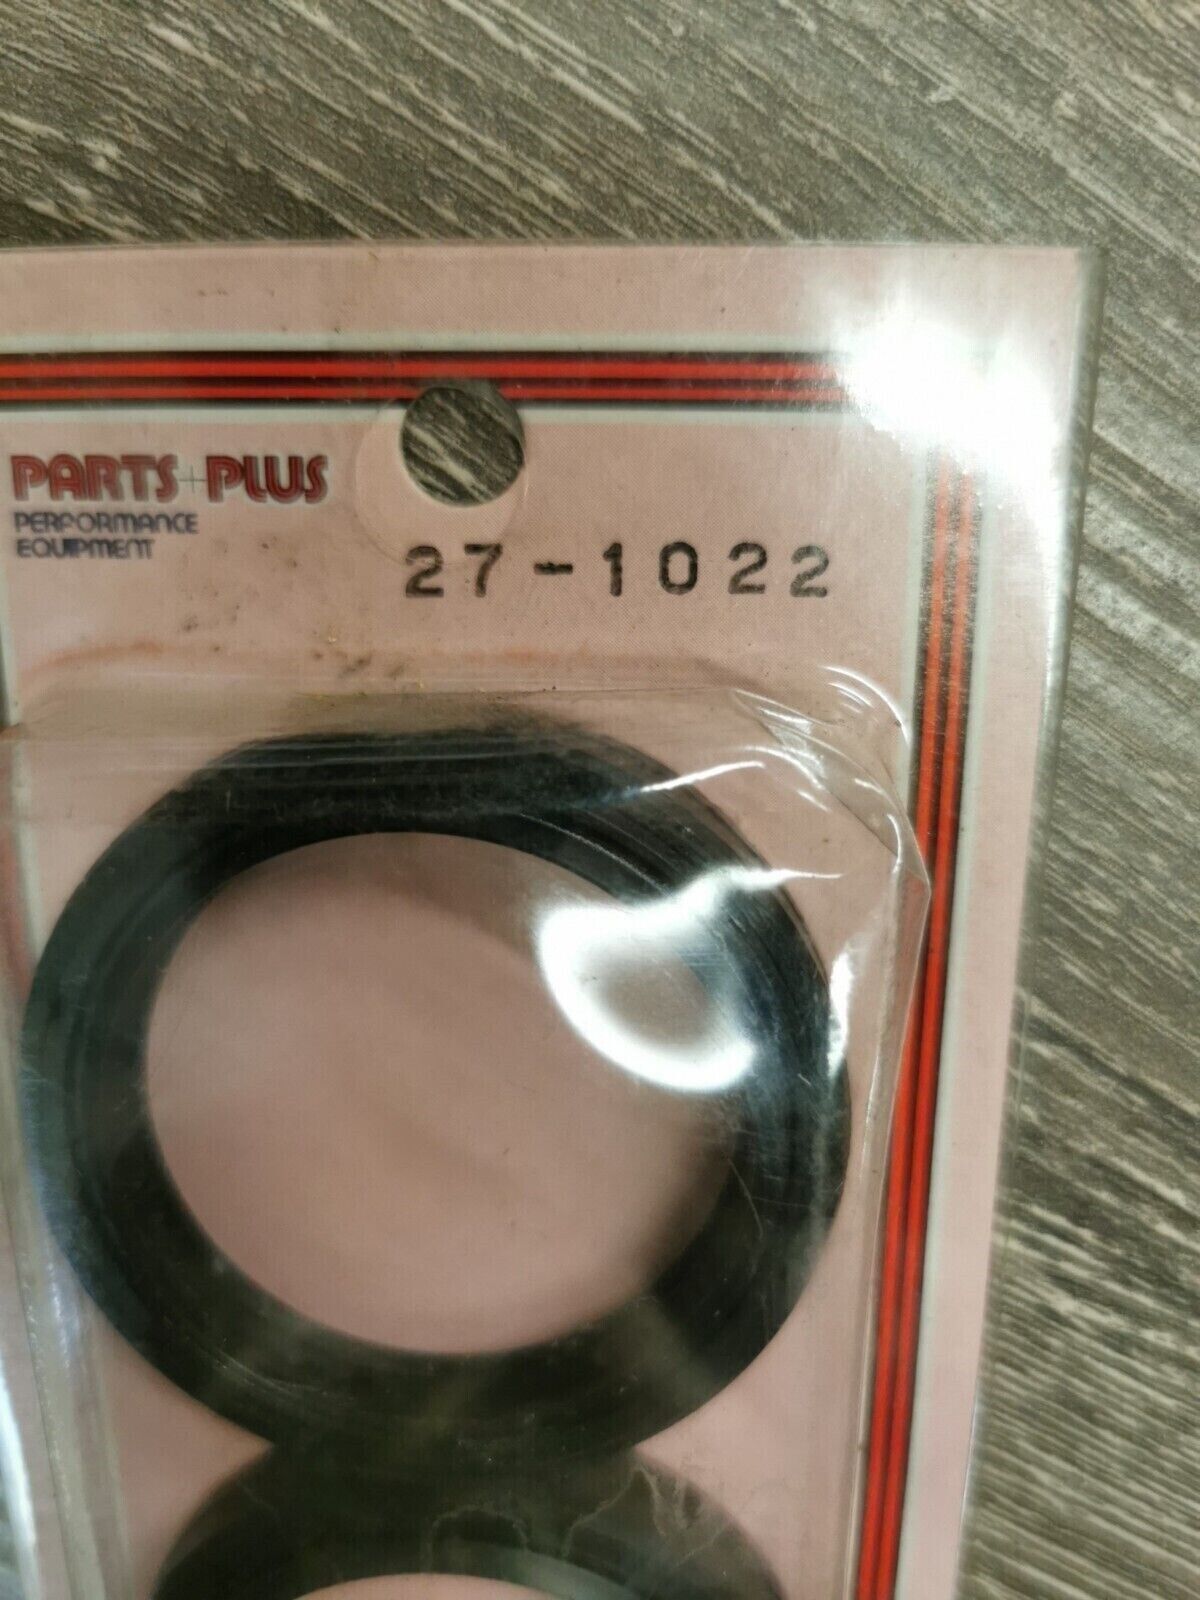 PARTS+PLUS
PERFORMANCE
EQUIPMENT
27-1022